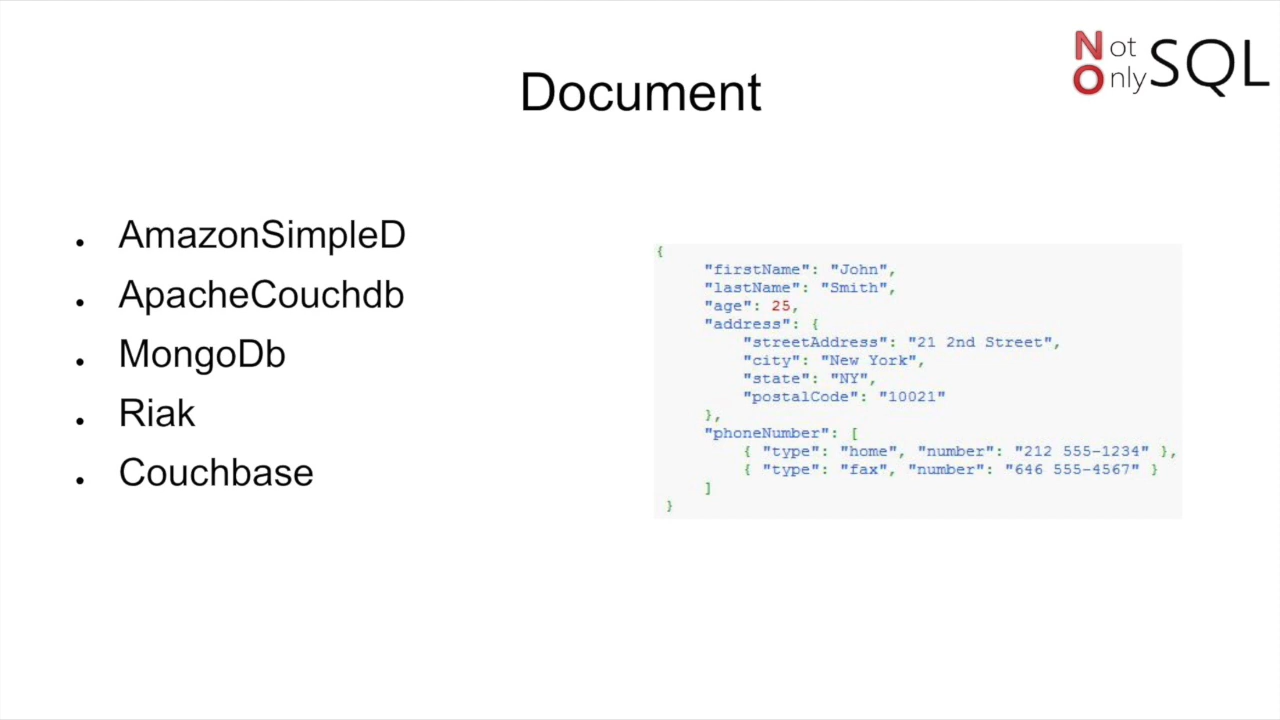 Not Only SQL
Document
AmazonSimpleD
ApacheCouchdb
MongoDb
Riak
Couchbase
{
"firstName": "John",
"lastName": "Smith",
"age": 25,
"address": {
"streetAddress": "21 2nd Street",
"city": "New York",
"state": "NY",
"postalCode": "10021"
},
"phoneNumber": [
{ "type": "home", "number": "212 555-1234" },
{ "type": "fax", "number": "646 555-4567" }
]
}